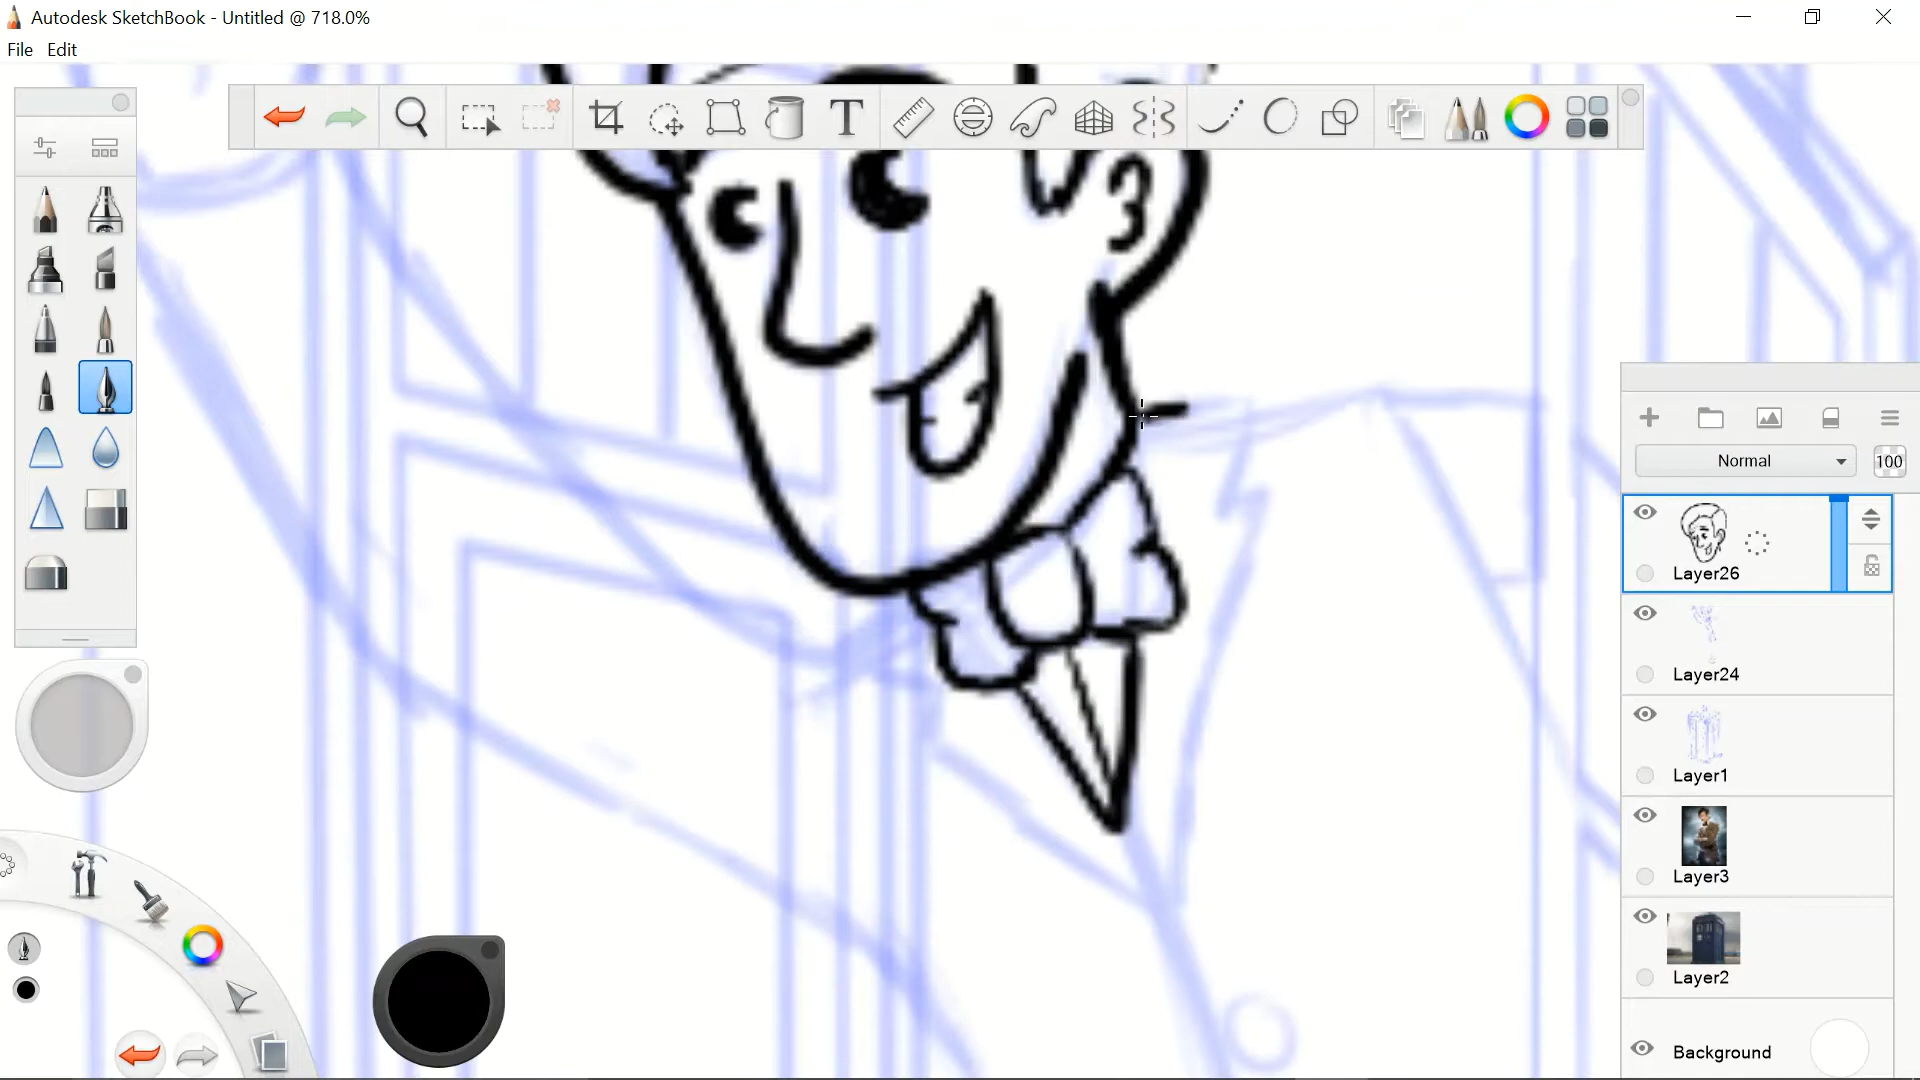 Autodesk SketchBook - Untitled @ 718.0%
File Edit
T
Normal 100
Layer26
Layer24
Layer1
Layer3
Layer2
Background